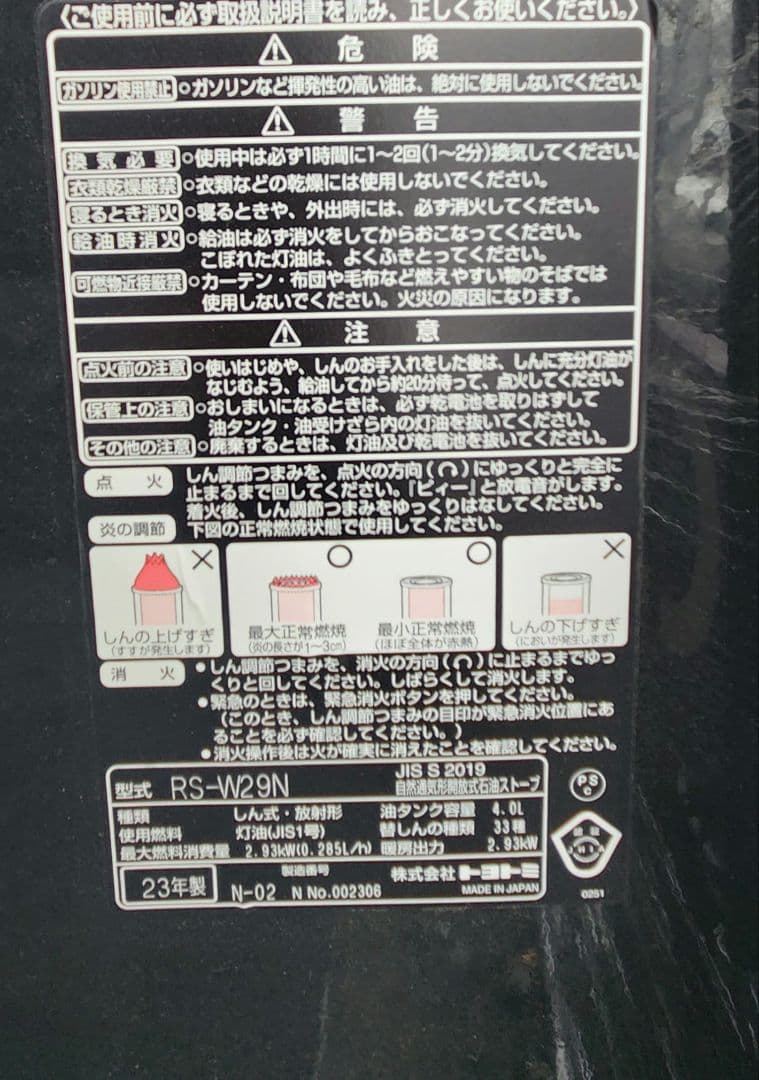 〈ご使用前に必ず取扱説明書を読み、正しくお使いください。〉
⚠ 危険
ガソリン使用禁止 ○ガソリンなど揮発性の高い油は、絶対に使用しないでください。
⚠ 警告
換気必要 ○使用中は必ず1時間に1〜2回(1〜2分)換気してください。
衣類乾燥厳禁 ○衣類などの乾燥には使用しないでください。
寝るとき消火 ○寝るときや、外出時には、必ず消火してください。
給油時消火 ○給油は必ず消火をしてからおこなってください。
こぼれた灯油は、よくふきとってください。
可燃物近接厳禁 ○カーテン・布団や毛布など燃えやすい物のそばでは
使用しないでください。火災の原因になります。
⚠ 注意
点火前の注意 ○使いはじめや、しんのお手入れをした後は、しんに充分灯油が
なじむよう、給油してから約20分待って、点火してください。
保管上の注意 ○おしまいになるときは、必ず乾電池を取りはずして
油タンク・油受けざら内の灯油を抜いてください。
その他の注意 ○廃棄するときは、灯油及び乾電池を抜いてください。
点火 しん調節つまみを、点火の方向(↷)にゆっくりと完全に
止まるまで回してください。「ビィー」と放電音がします。
着火後、しん調節つまみをゆっくりはなしてください。
炎の調節 下図の正常燃焼状態で使用してください。
× ○ ○ ×
しんの上げすぎ 最大正常燃焼 最小正常燃焼 しんの下げすぎ
(すすが発生します) (炎の長さが1〜3cm) (ほぼ全体が赤熱) (においが発生します)
消火 ●しん調節つまみを、消火の方向(↶)に止まるまでゆっ
くりと回してください。しばらくして消火します。
●緊急のときは、緊急消火ボタンを押してください。
(このとき、しん調節つまみの目印が緊急消火位置にあ
ることを必ず確認してください。)
●消火操作後は火が確実に消えたことを確認してください。
型式 RS-W29N JIS S 2019
自然通気形開放式石油ストーブ
種類 しん式・放射形 油タンク容量 4.0L
使用燃料 灯油(JIS1号) 替しんの種類 33種
最大燃料消費量 2.93kW(0.285L/h) 暖房出力 2.93kW
23年製 製造番号
N-02 N No.002306 株式会社トヨトミ
MADE IN JAPAN
PS
C
JHIA
0251